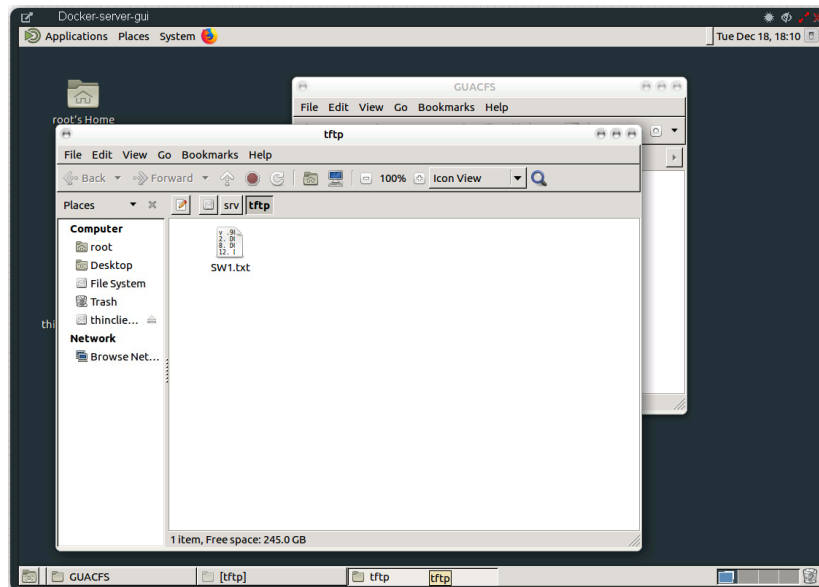 Docker-server-gui
Applications Places System
Tue Dec 18, 18:10
root's Home
GUACFS
File Edit View Go Bookmarks Help
tftp
File Edit View Go Bookmarks Help
Back Forward 100% Icon View
Places srv tftp
Computer
root
Desktop
File System
Trash
thinclie...
Network
Browse Net...
SW1.txt
thi
1 item, Free space: 245.0 GB
GUACFS [tftp] tftp tftp